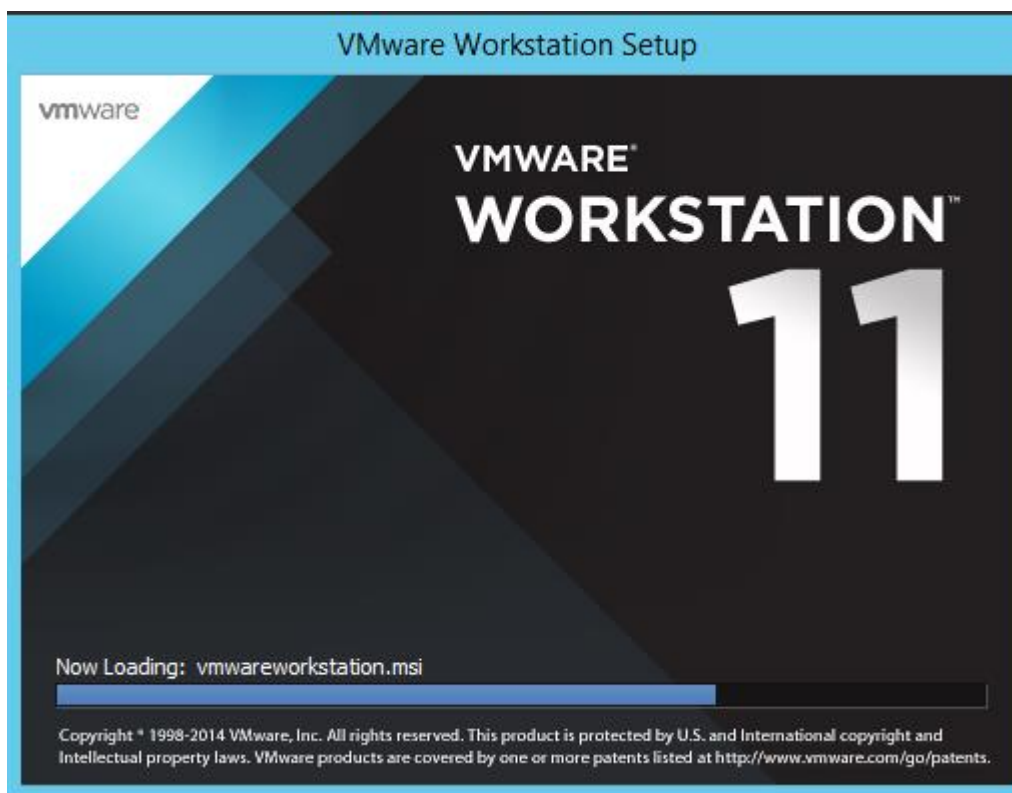 VMware Workstation Setup
vmware
VMWARE®
WORKSTATION™
11
Now Loading: vmwareworkstation.msi
Copyright © 1998-2014 VMware, Inc. All rights reserved. This product is protected by U.S. and International copyright and
Intellectual property laws. VMware products are covered by one or more patents listed at http://www.vmware.com/go/patents.